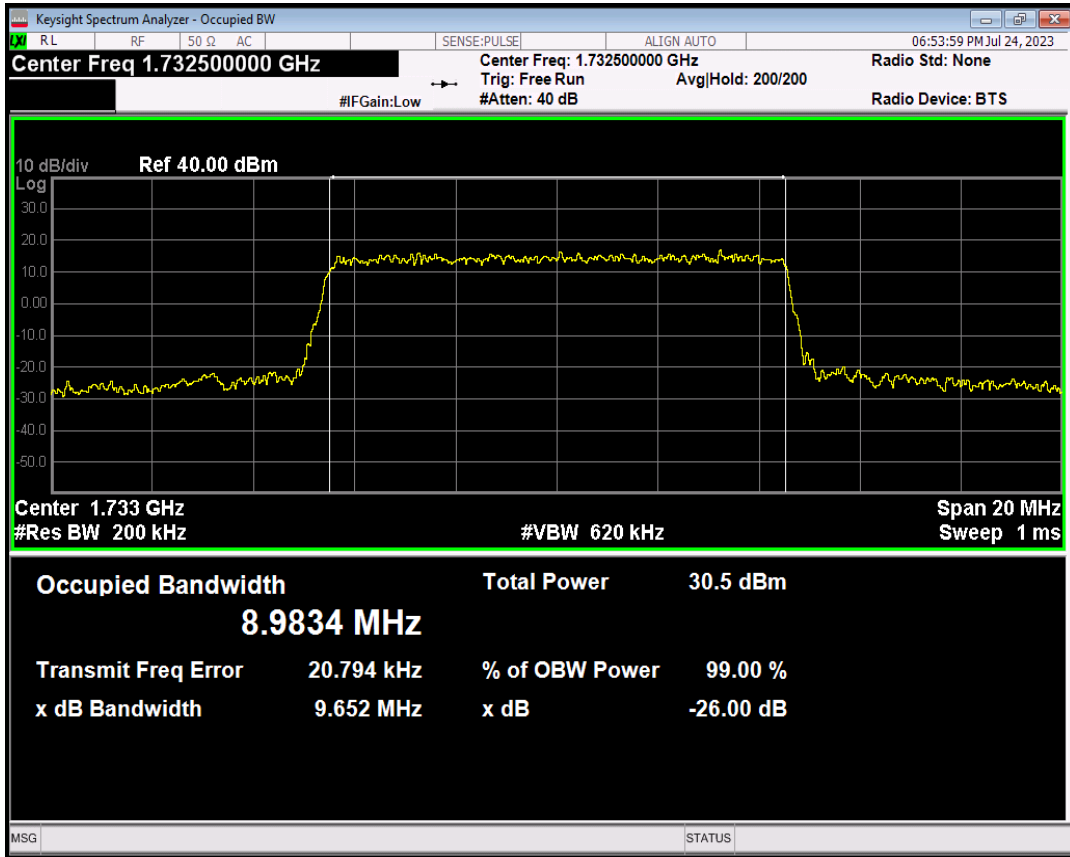 Keysight Spectrum Analyzer - Occupied BW
LXI RL RF 50 Ω AC SENSE:PULSE ALIGN AUTO 06:53:59 PM Jul 24, 2023
Center Freq 1.732500000 GHz
Center Freq: 1.732500000 GHz Radio Std: None
Trig: Free Run Avg|Hold: 200/200
#IFGain:Low #Atten: 40 dB Radio Device: BTS
10 dB/div Ref 40.00 dBm
Log
30.0
20.0
10.0
0.00
-10.0
-20.0
-30.0
-40.0
-50.0
Center 1.733 GHz Span 20 MHz
#Res BW 200 kHz #VBW 620 kHz Sweep 1 ms
Occupied Bandwidth Total Power 30.5 dBm
8.9834 MHz
Transmit Freq Error 20.794 kHz % of OBW Power 99.00 %
x dB Bandwidth 9.652 MHz x dB -26.00 dB
MSG STATUS